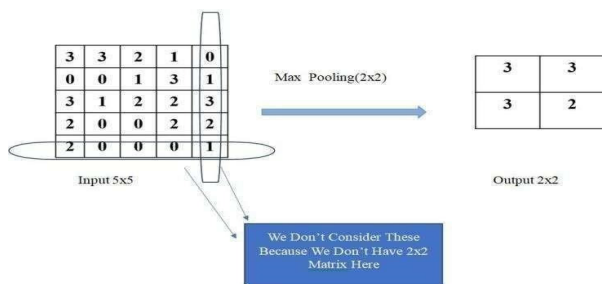 3 3 2 1 0
0 0 1 3 1
3 1 2 2 3
2 0 0 2 2
2 0 0 0 1
Input 5x5
Max Pooling(2x2)
3 3
3 2
Output 2x2
We Don't Consider These
Because We Don't Have 2x2
Matrix Here